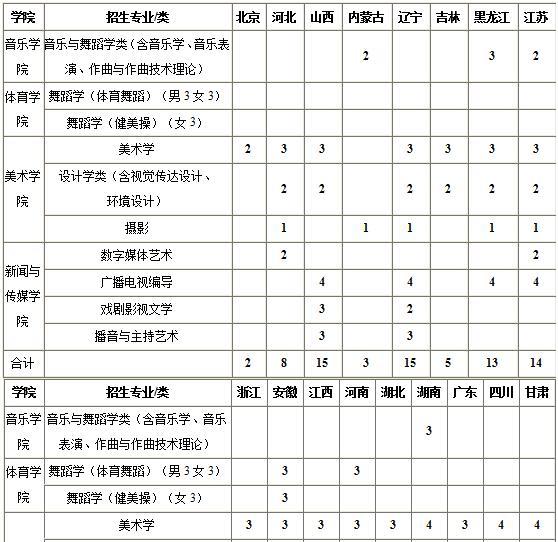 学院 招生专业/类 北京 河北 山西 内蒙古 辽宁 吉林 黑龙江 江苏
音乐学院 音乐与舞蹈学类（含音乐学、音乐表演、作曲与作曲技术理论） 2 3 2
体育学院 舞蹈学（体育舞蹈）（男3女3）
舞蹈学（健美操）（女3）
美术学院 美术学 2 3 3 3 3 3 3
设计学类（含视觉传达设计、环境设计） 2 2 2 2 2 2
摄影 1 1 1 1 1
新闻与传媒学院 数字媒体艺术 2 2
广播电视编导 4 4 4 4
戏剧影视文学 3 2
播音与主持艺术 3 3
合计 2 8 15 3 15 5 13 14
学院 招生专业/类 浙江 安徽 江西 河南 湖北 湖南 广东 四川 甘肃
音乐学院 音乐与舞蹈学类（含音乐学、音乐表演、作曲与作曲技术理论） 3
体育学院 舞蹈学（体育舞蹈）（男3女3） 3 3
舞蹈学（健美操）（女3） 3
美术学 3 3 3 3 3 4 3 4 4